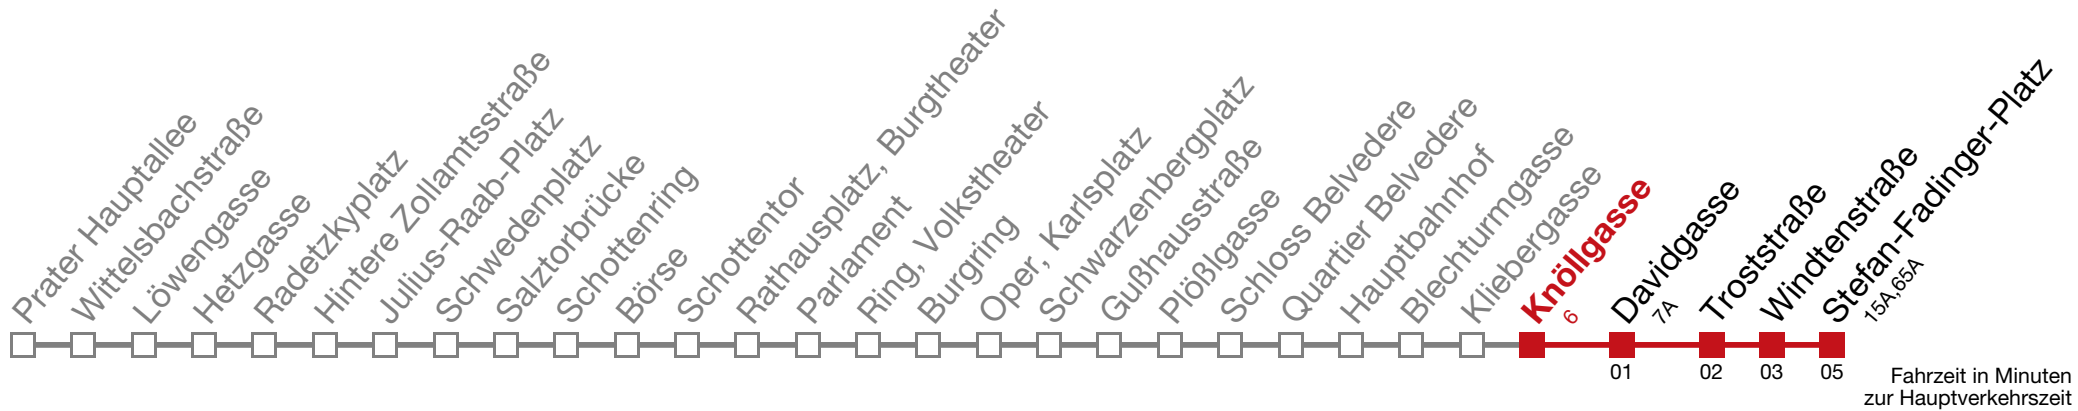 Prater Hauptallee
Wittelsbachstraße
Löwengasse
Hetzgasse
Radetzkyplatz
Hintere Zollamtsstraße
Julius-Raab-Platz
Schwedenplatz
Salztorbrücke
Schottenring
Börse
Schottentor
Rathausplatz, Burgtheater
Parlament
Ring, Volkstheater
Burgring
Oper, Karlsplatz
Schwarzenbergplatz
Gußhausstraße
Plößlgasse
Schloss Belvedere
Quartier Belvedere
Hauptbahnhof
Blechturmgasse
Kliebergasse
Knöllgasse
6
Davidgasse
7A
Troststraße
Windtenstraße
Stefan-Fadinger-Platz
15A,65A
01
02
03
05
Fahrzeit in Minuten
zur Hauptverkehrszeit